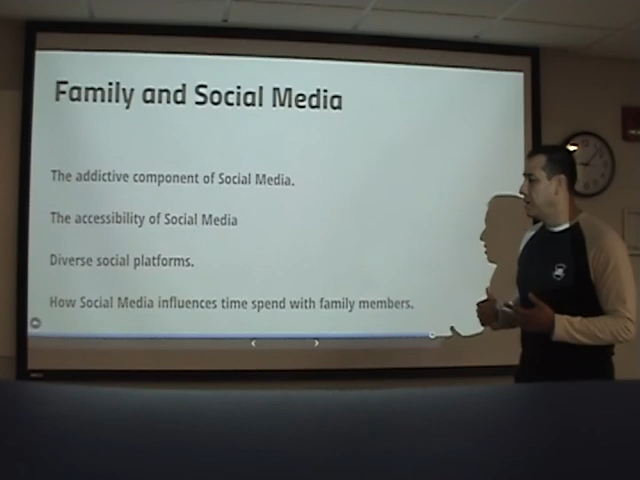 Family and Social Media
The addictive component of Social Media.
The accessibility of Social Media
Diverse social platforms.
How Social Media influences time spend with family members.